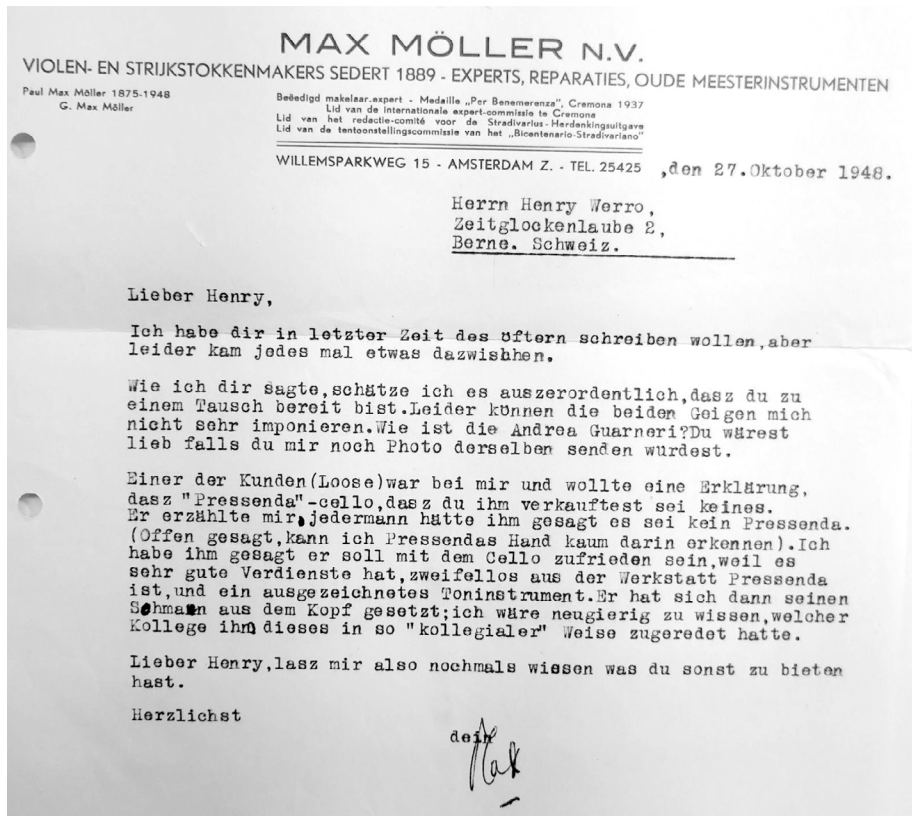 MAX MÖLLER N.V.
VIOLEN- EN STRIJKSTOKKENMAKERS SEDERT 1889 - EXPERTS, REPARATIES, OUDE MEESTERINSTRUMENTEN
Paul Max Möller 1875-1948
G. Max Möller
Beëedigd makelaar.expert - Medaille „Per Benemerenza", Cremona 1937
Lid van de Internationale expert-commissie te Cremona
Lid van het redactie-comité voor de Stradivarius-Herdenkingsuitgave
Lid van de tentoonstellingscommissie van het „Bicentenario-Stradivariano"
WILLEMSPARKWEG 15 - AMSTERDAM Z. - TEL. 25425 ,den 27.Oktober 1948.
Herrn Henry Werro,
Zeitglockenlaube 2,
Berne. Schweiz.
Lieber Henry,
Ich habe dir in letzter Zeit des öftern schreiben wollen,aber
leider kam jedes mal etwas dazwishhen.
Wie ich dir sagte,schätze ich es auszerordentlich,dasz du zu
einem Tausch bereit bist.Leider können die beiden Geigen mich
nicht sehr imponieren.Wie ist die Andrea Guarneri?Du wärest
lieb falls du mir noch Photo derselben senden wurdest.
Einer der Kunden(Loose)war bei mir und wollte eine Erklärung,
dasz "Pressenda"-cello,dasz du ihm verkauftest sei keines.
Er erzählte mir,jedermann hätte ihm gesagt es sei kein Pressenda.
(Offen gesagt,kann ich Pressendas Hand kaum darin erkennen).Ich
habe ihm gesagt er soll mit dem Cello zufrieden sein,weil es
sehr gute Verdienste hat,zweifellos aus der Werkstatt Pressenda
ist,und ein ausgezeichnetes Toninstrument.Er hat sich dann seinen
Sehmann aus dem Kopf gesetzt;ich wäre neugierig zu wissen,welcher
Kollege ihm dieses in so "kollegialer" Weise zugeredet hatte.
Lieber Henry,lasz mir also nochmals wissen was du sonst zu bieten
hast.
Herzlichst
dein
Max